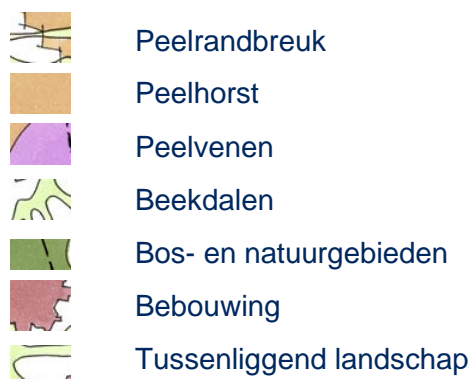 Peelrandbreuk
Peelhorst
Peelvenen
Beekdalen
Bos- en natuurgebieden
Bebouwing
Tussenliggend landschap